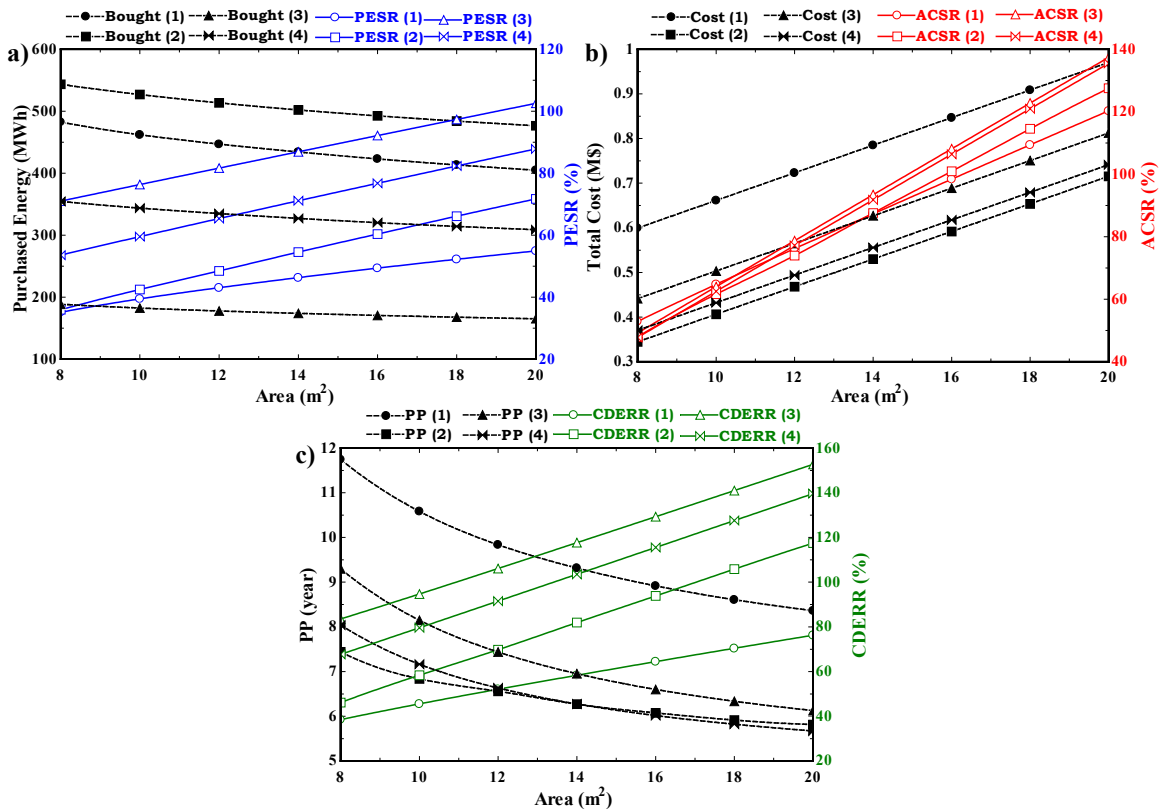 Bought (1) Bought (3) PESR (1) PESR (3)
Bought (2) Bought (4) PESR (2) PESR (4)
a)
600
500
400
300
200
100
Purchased Energy (MWh)
120
100
80
60
40
20
PESR (%)
8 10 12 14 16 18 20
Area (m²)
Cost (1) Cost (3) ACSR (1) ACSR (3)
Cost (2) Cost (4) ACSR (2) ACSR (4)
b)
1
0.9
0.8
0.7
0.6
0.5
0.4
0.3
Total Cost (M$)
140
120
100
80
60
40
ACSR (%)
8 10 12 14 16 18 20
Area (m²)
PP (1) PP (3) CDERR (1) CDERR (3)
PP (2) PP (4) CDERR (2) CDERR (4)
c)
12
11
10
9
8
7
6
5
PP (year)
160
140
120
100
80
60
40
20
CDERR (%)
8 10 12 14 16 18 20
Area (m²)